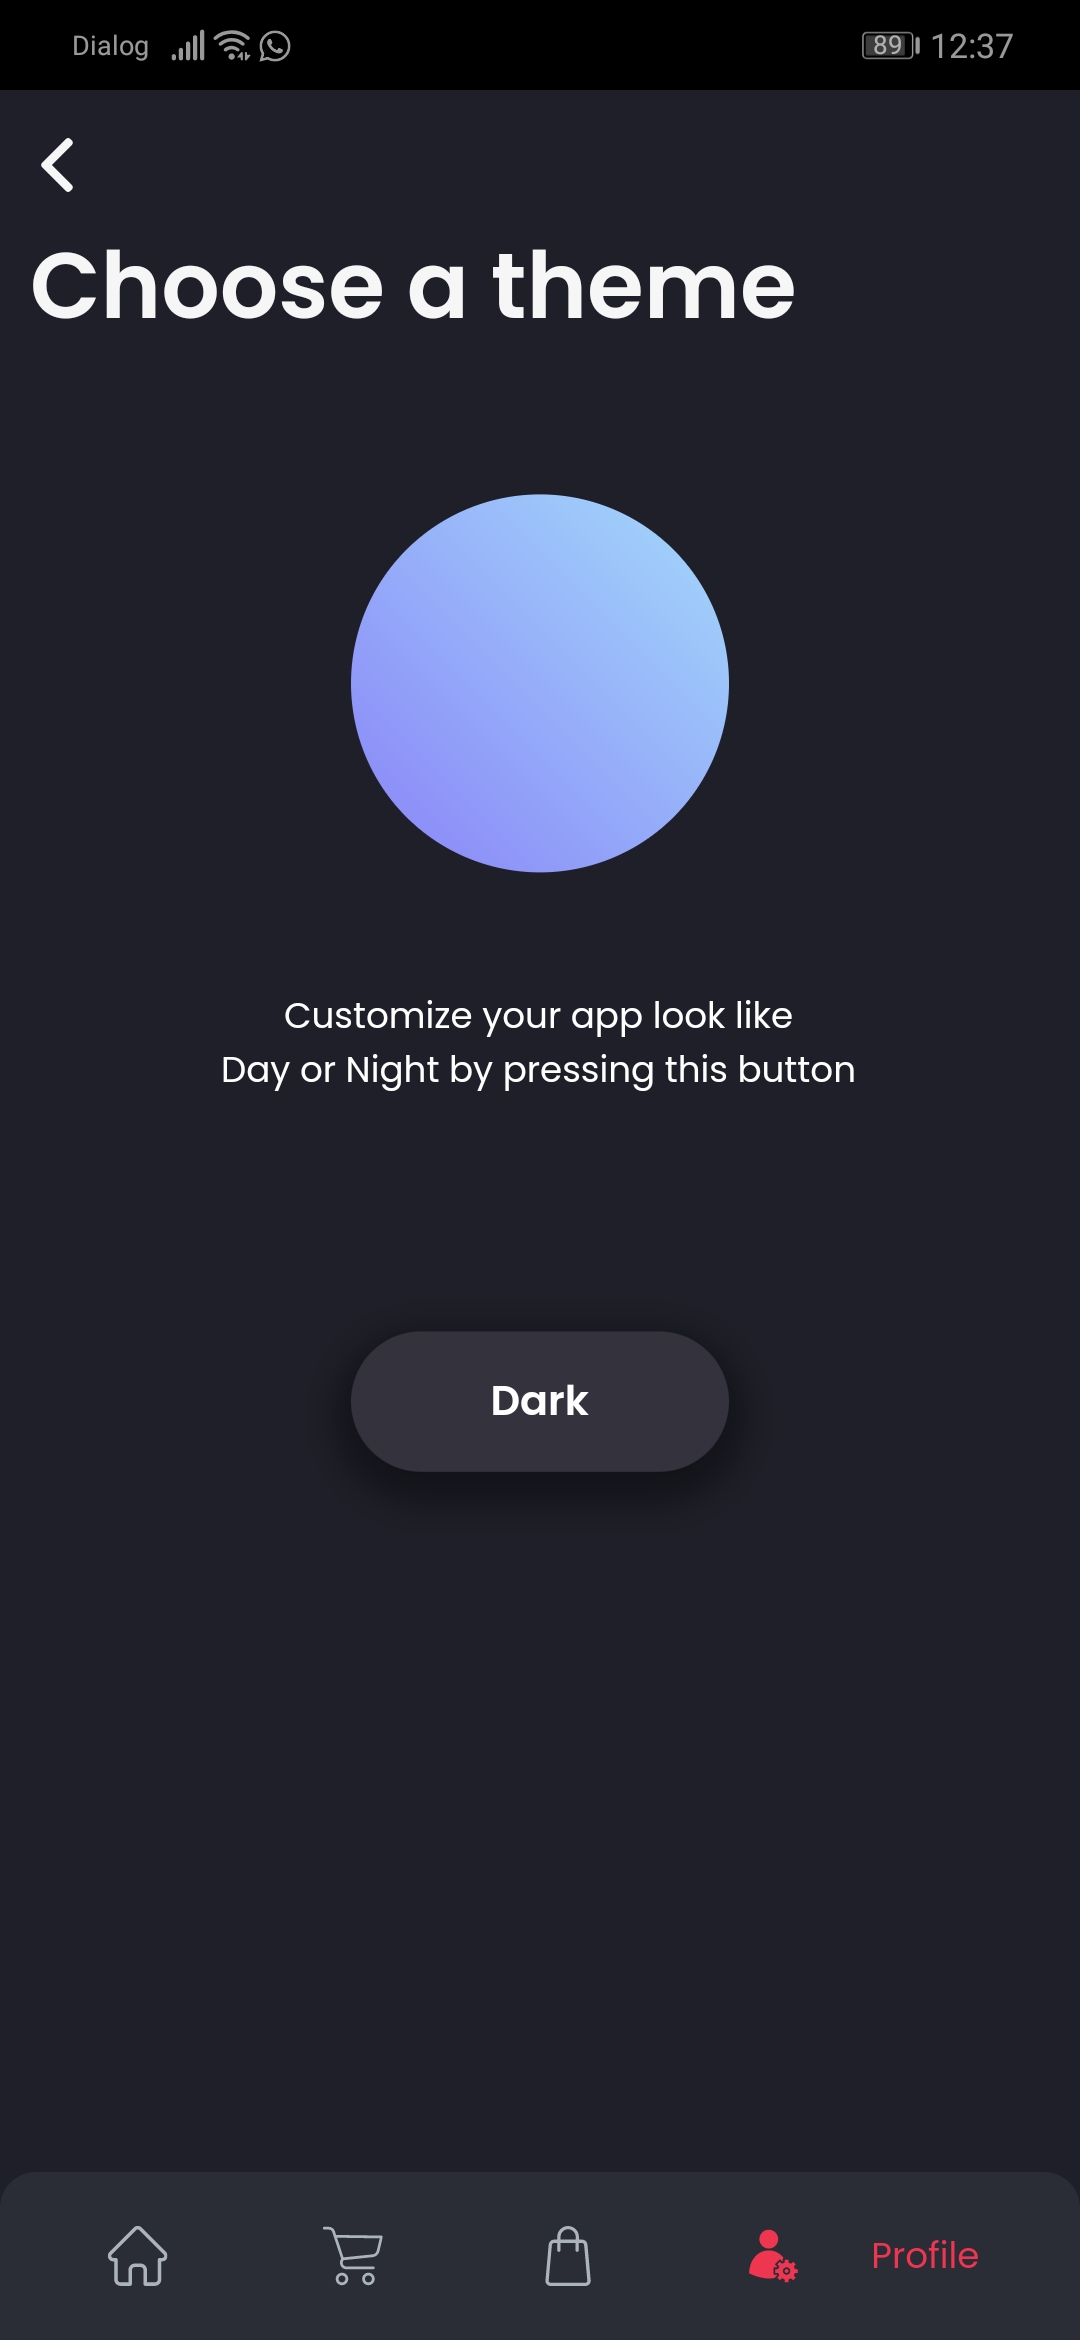 Dialog
89 12:37
Choose a theme
Customize your app look like
Day or Night by pressing this button
Dark
Profile